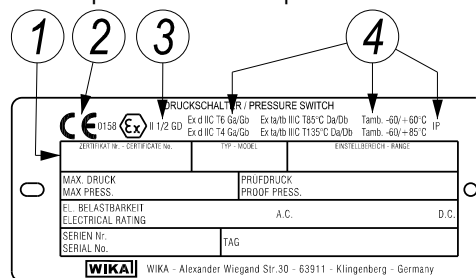 1 2 3 4
DRUCKSCHALTER / PRESSURE SWITCH
CE 0158 Ex II 1/2 GD Ex d IIC T6 Ga/Gb Ex ta/tb IIIC T85°C Da/Db Tamb. -60/+60°C IP
Ex d IIC T4 Ga/Gb Ex ta/tb IIIC T135°C Da/Db Tamb. -60/+85°C
ZERTIFIKAT Nr. - CERTIFICATE No. TYP - MODEL EINSTELLBEREICH - RANGE
MAX. DRUCK PRÜFDRUCK
MAX PRESS. PROOF PRESS.
EL. BELASTBARKEIT
ELECTRICAL RATING A.C. D.C.
SERIEN Nr.
SERIAL No. TAG
WIKA WIKA - Alexander Wiegand Str.30 - 63911 - Klingenberg - Germany